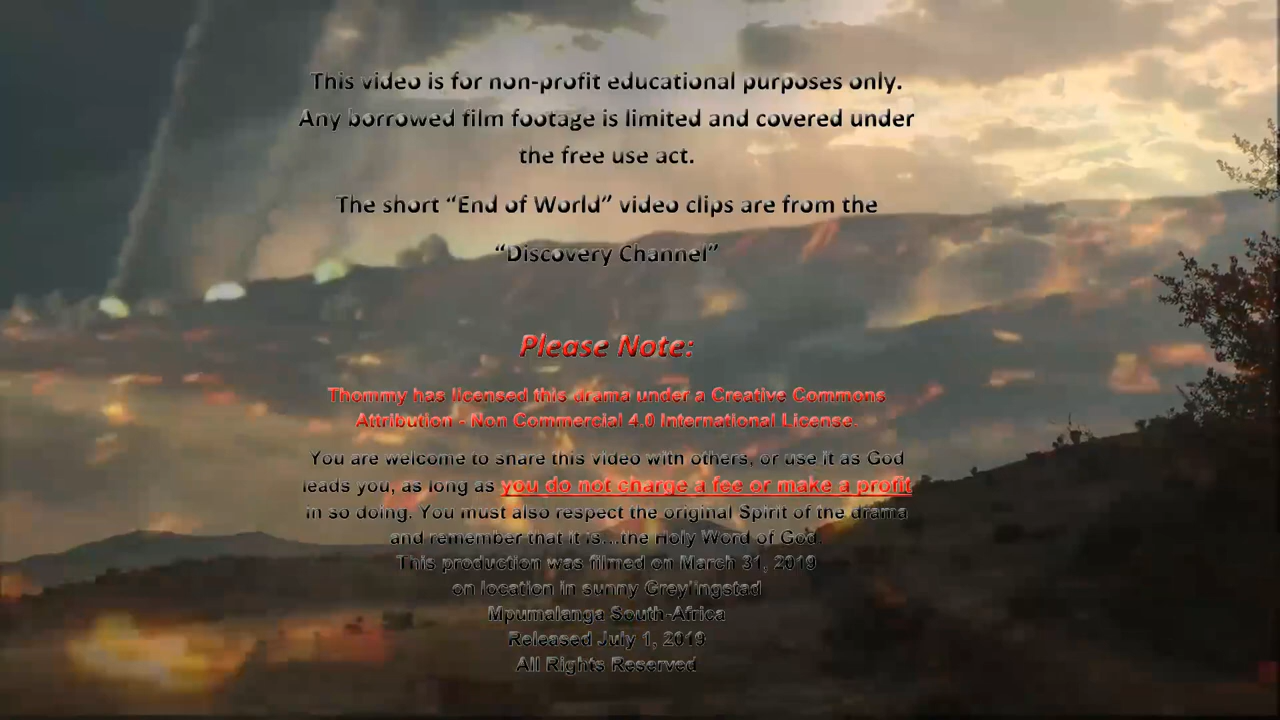 This video is for non-profit educational purposes only.
Any borrowed film footage is limited and covered under
the free use act.
The short “End of World” video clips are from the
“Discovery Channel”
Please Note:
Thommy has licensed this drama under a Creative Commons
Attribution - Non Commercial 4.0 International License.
You are welcome to share this video with others, or use it as God
leads you, as long as you do not charge a fee or make a profit
in so doing. You must also respect the original Spirit of the drama
and remember that it is...the Holy Word of God.
This production was filmed on March 31, 2019
on location in sunny Greylingstad
Mpumalanga South-Africa
Released July 1, 2019
All Rights Reserved